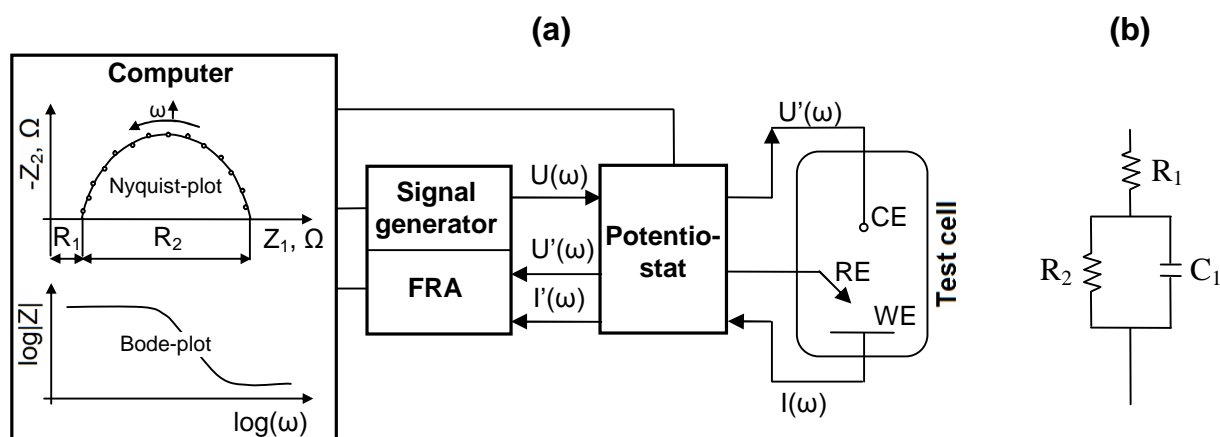 (a)
(b)
Computer
ω
-Z₂, Ω
Nyquist-plot
R₁
R₂
Z₁, Ω
log|Z|
Bode-plot
log(ω)
Signal
generator
FRA
U(ω)
U’(ω)
I’(ω)
Potentio-
stat
U’(ω)
CE
RE
WE
I(ω)
Test cell
R₁
R₂
C₁